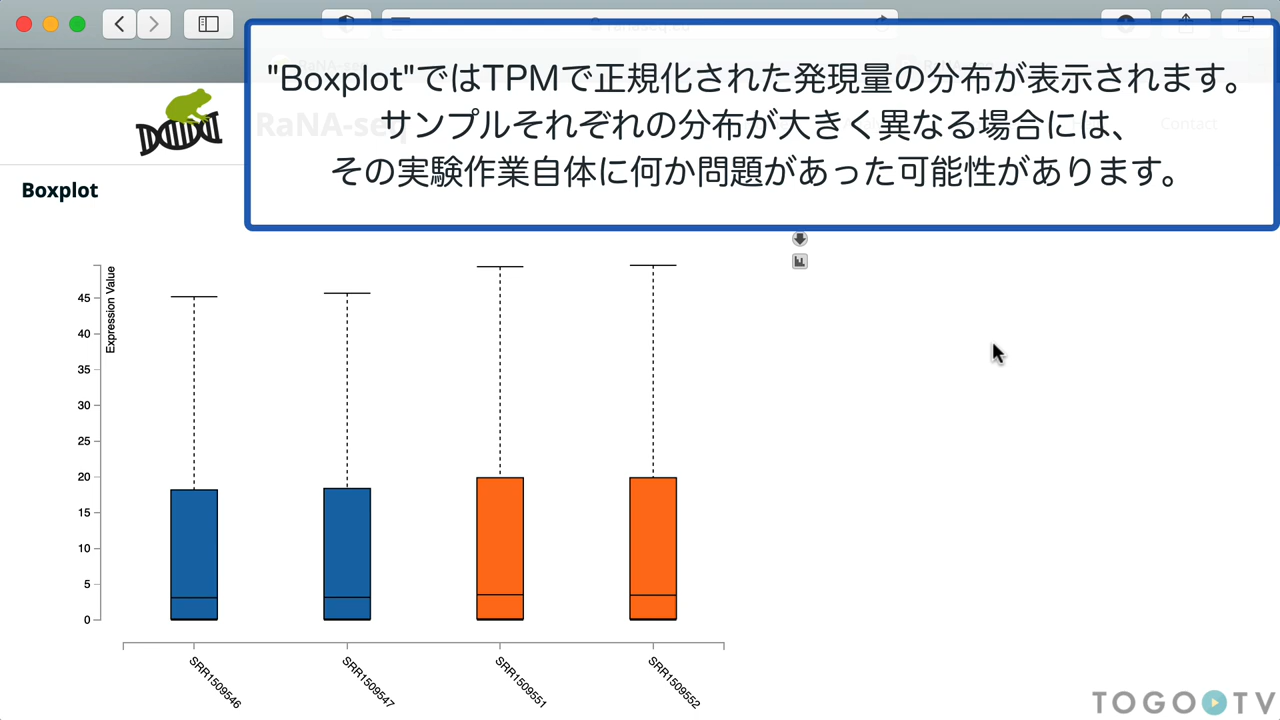 "Boxplot"ではTPMで正規化された発現量の分布が表示されます。
サンプルそれぞれの分布が大きく異なる場合には、
その実験作業自体に何か問題があった可能性があります。
RaNA-seq
Contact
Boxplot
Expression Value
45
40
35
30
25
20
15
10
5
0
SRR1509546
SRR1509547
SRR1509551
SRR1509552
TOGO TV